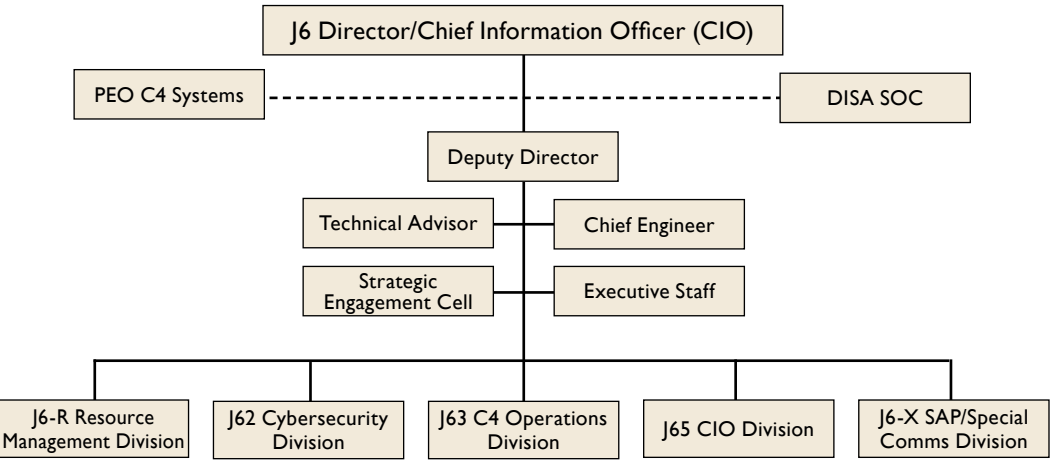 J6 Director/Chief Information Officer (CIO)
PEO C4 Systems
DISA SOC
Deputy Director
Technical Advisor
Chief Engineer
Strategic
Engagement Cell
Executive Staff
J6-R Resource
Management Division
J62 Cybersecurity
Division
J63 C4 Operations
Division
J65 CIO Division
J6-X SAP/Special
Comms Division